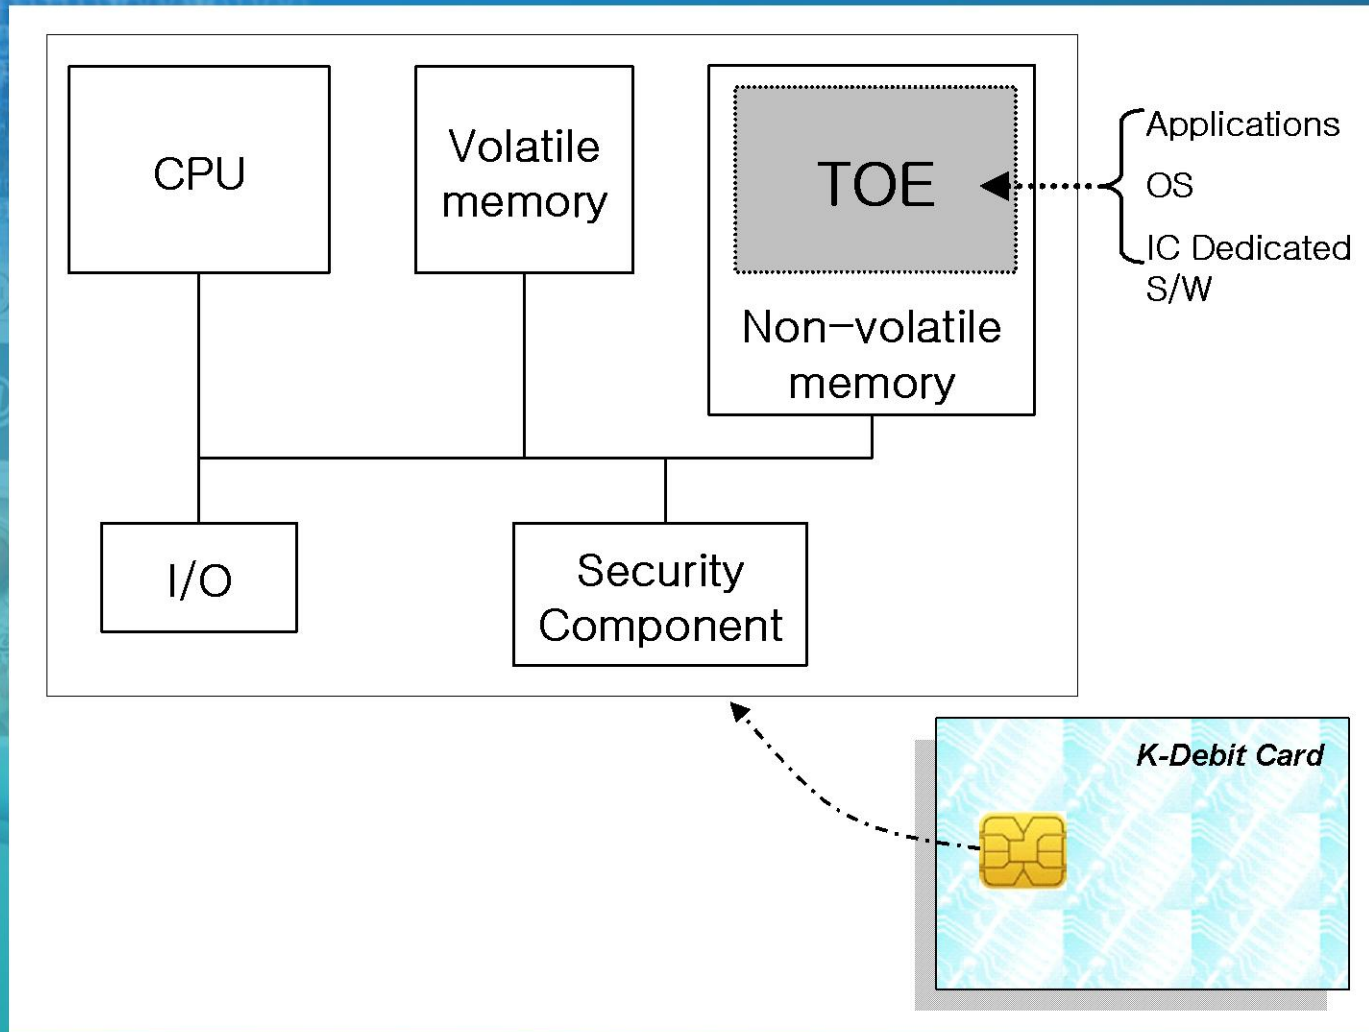 CPU
Volatile
memory
TOE
Non-volatile
memory
Applications
OS
IC Dedicated
S/W
I/O
Security
Component
K-Debit Card